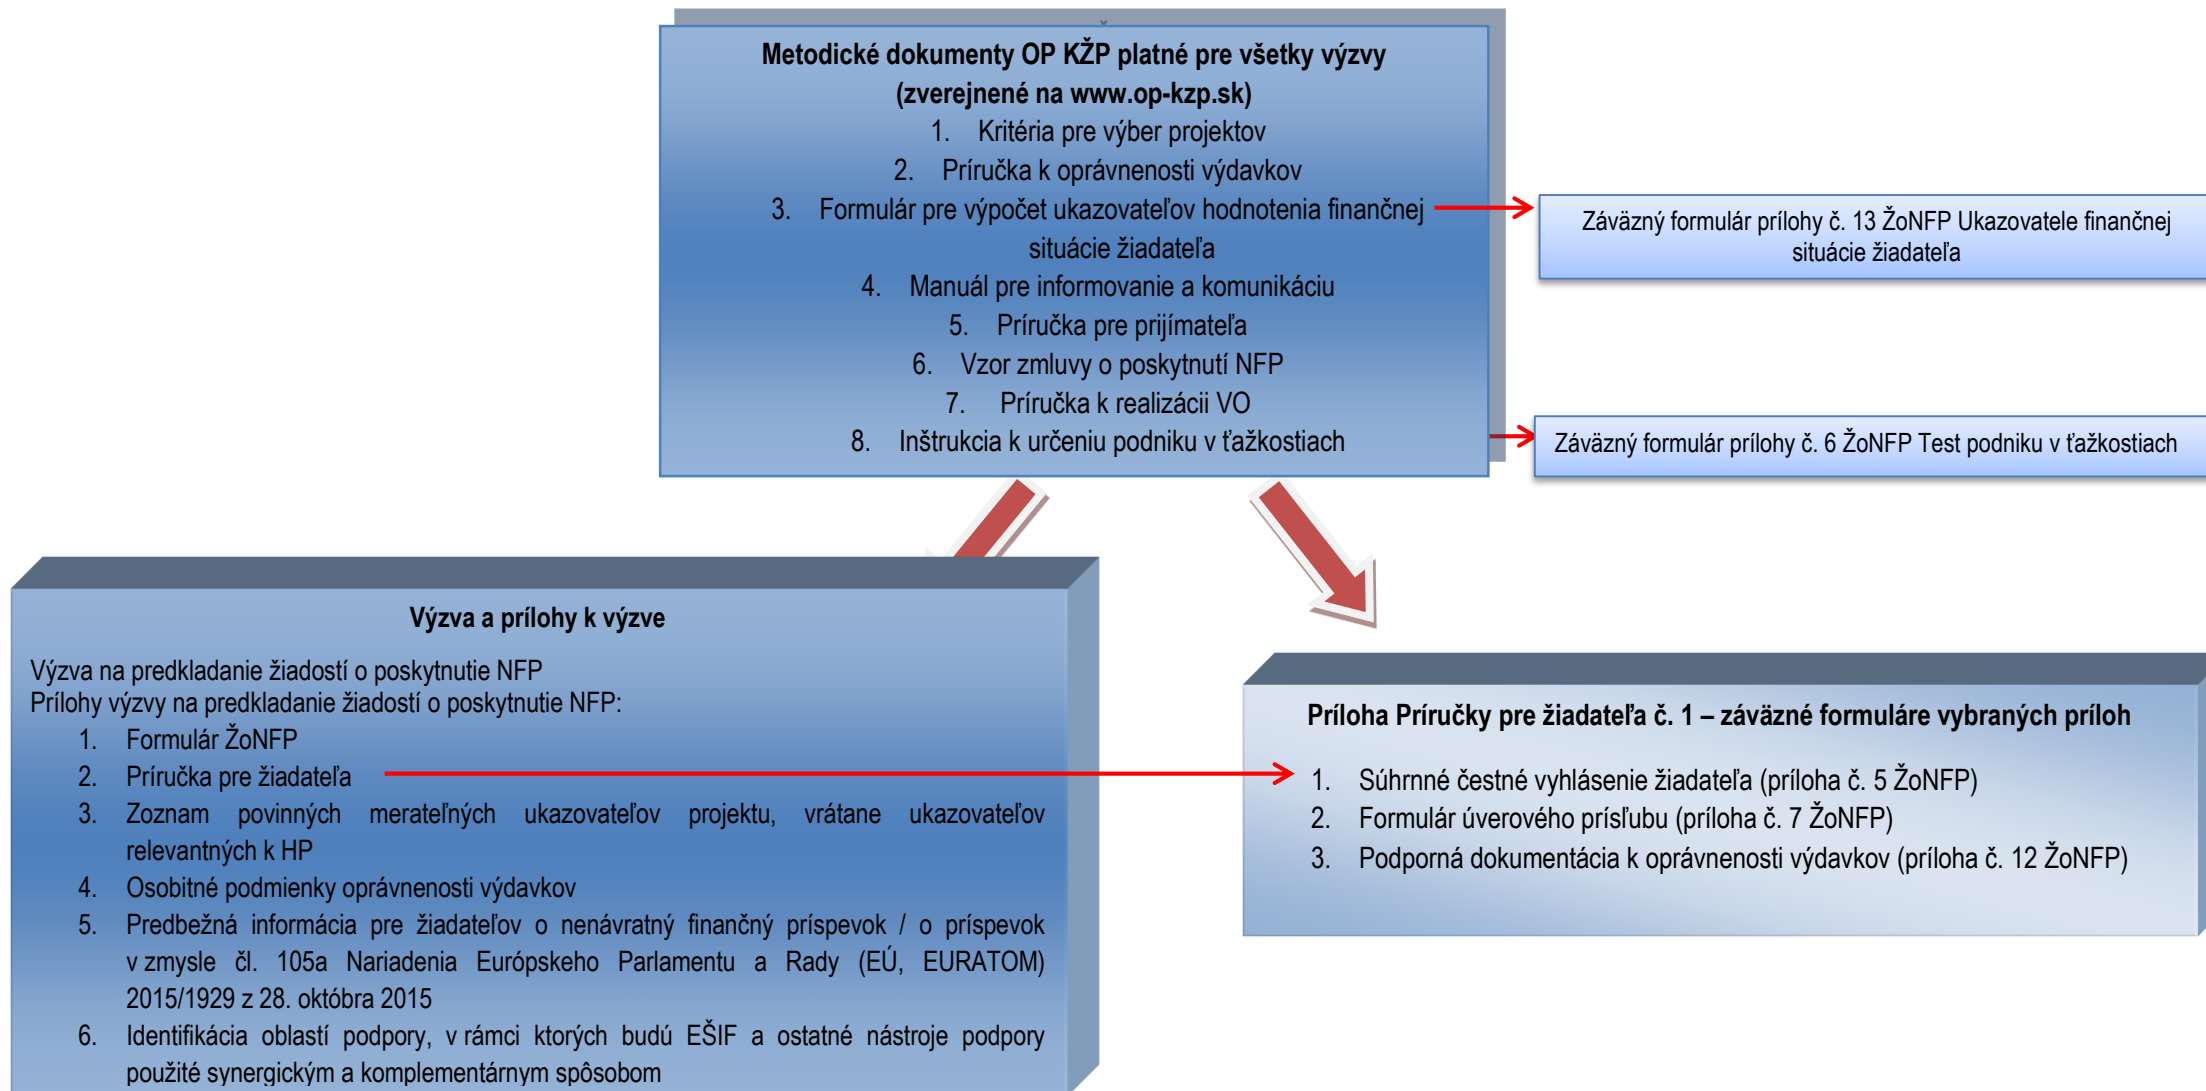 Metodické dokumenty OP KŽP platné pre všetky výzvy
(zverejnené na www.op-kzp.sk)
1. Kritéria pre výber projektov
2. Príručka k oprávnenosti výdavkov
3. Formulár pre výpočet ukazovateľov hodnotenia finančnej
situácie žiadateľa
4. Manuál pre informovanie a komunikáciu
5. Príručka pre prijímateľa
6. Vzor zmluvy o poskytnutí NFP
7. Príručka k realizácii VO
8. Inštrukcia k určeniu podniku v ťažkostiach
Záväzný formulár prílohy č. 13 ŽoNFP Ukazovatele finančnej
situácie žiadateľa
Záväzný formulár prílohy č. 6 ŽoNFP Test podniku v ťažkostiach
Výzva a prílohy k výzve
Výzva na predkladanie žiadostí o poskytnutie NFP
Prílohy výzvy na predkladanie žiadostí o poskytnutie NFP:
1. Formulár ŽoNFP
2. Príručka pre žiadateľa
3. Zoznam povinných merateľných ukazovateľov projektu, vrátane ukazovateľov
relevantných k HP
4. Osobitné podmienky oprávnenosti výdavkov
5. Predbežná informácia pre žiadateľov o nenávratný finančný príspevok / o príspevok
v zmysle čl. 105a Nariadenia Európskeho Parlamentu a Rady (EÚ, EURATOM)
2015/1929 z 28. októbra 2015
6. Identifikácia oblastí podpory, v rámci ktorých budú EŠIF a ostatné nástroje podpory
použité synergickým a komplementárnym spôsobom
Príloha Príručky pre žiadateľa č. 1 – záväzné formuláre vybraných príloh
1. Súhrnné čestné vyhlásenie žiadateľa (príloha č. 5 ŽoNFP)
2. Formulár úverového prísľubu (príloha č. 7 ŽoNFP)
3. Podporná dokumentácia k oprávnenosti výdavkov (príloha č. 12 ŽoNFP)